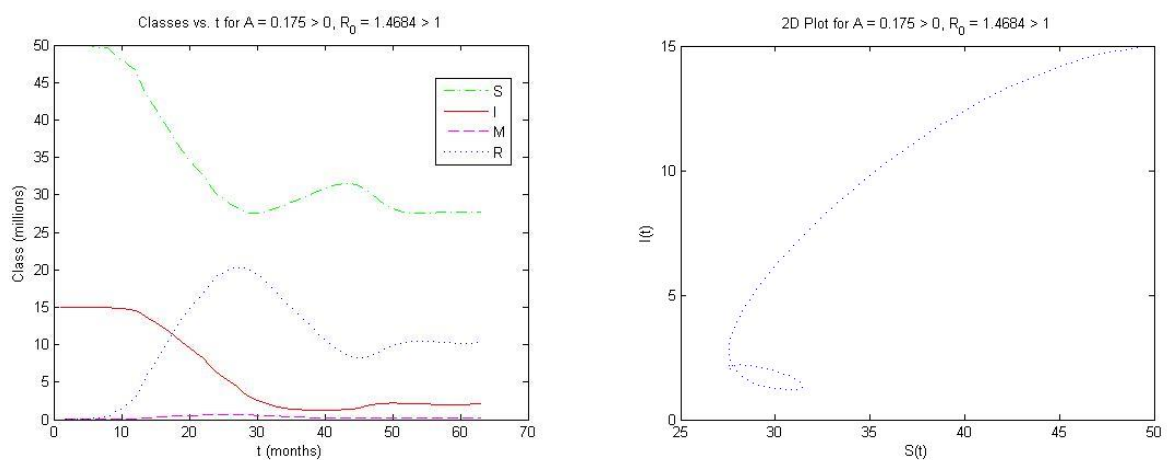 Classes vs. t for A = 0.175 > 0, R_0 = 1.4684 > 1
50
45
40
35
30
25
20
15
10
5
0
Class (millions)
S
I
M
R
0 10 20 30 40 50 60 70
t (months)
2D Plot for A = 0.175 > 0, R_0 = 1.4684 > 1
15
10
5
0
I(t)
25 30 35 40 45 50
S(t)